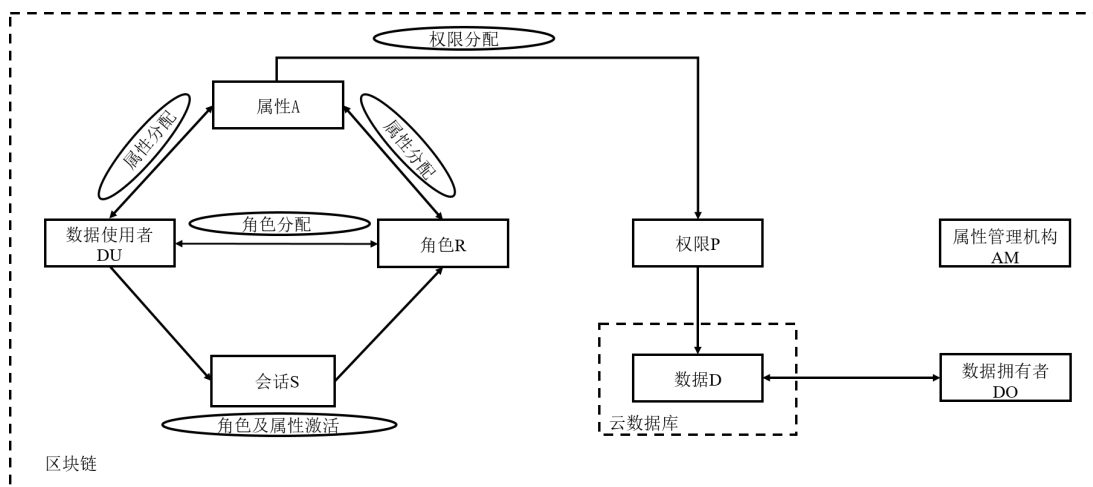 权限分配
属性A
属性分配
属性分配
角色分配
数据使用者
DU
角色R
权限P
属性管理机构
AM
会话S
数据D
数据拥有者
DO
角色及属性激活
云数据库
区块链